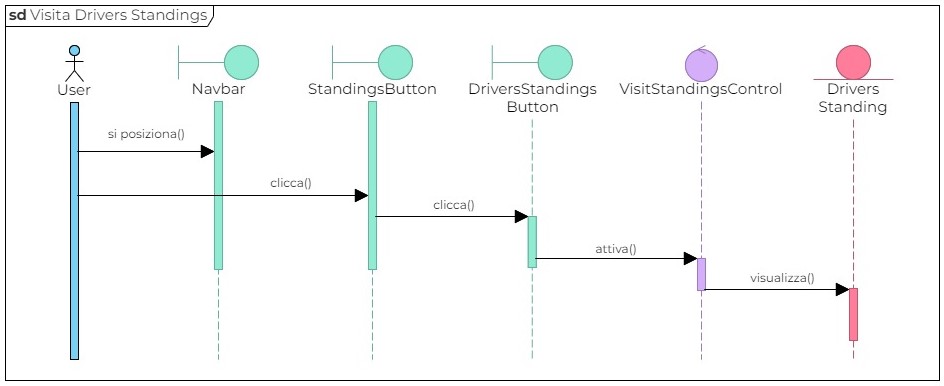 sd Visita Drivers Standings
User
Navbar
StandingsButton
DriversStandings
Button
VisitStandingsControl
Drivers
Standing
si posiziona()
clicca()
clicca()
attiva()
visualizza()